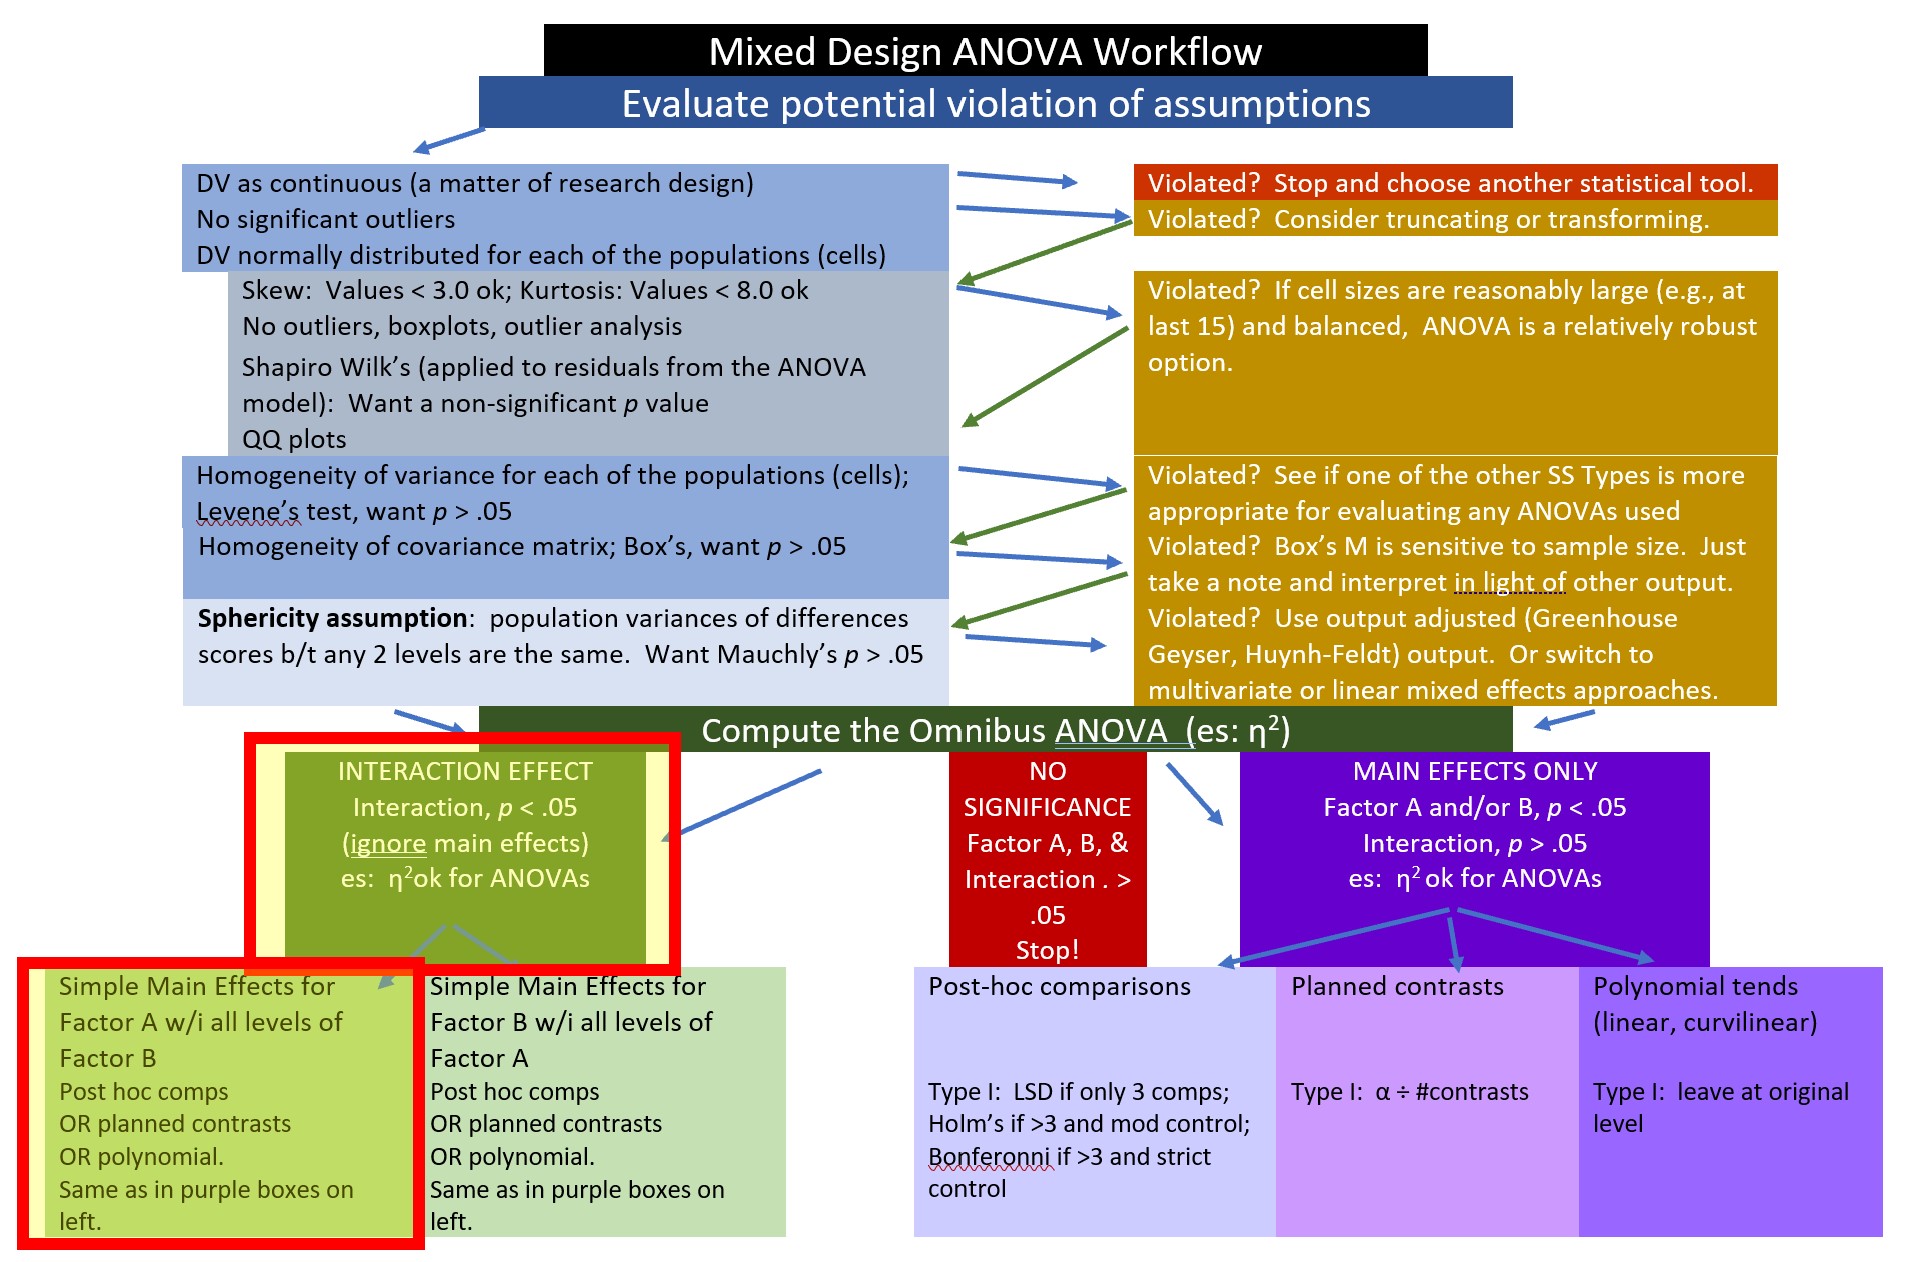 Mixed Design ANOVA Workflow
Evaluate potential violation of assumptions
DV as continuous (a matter of research design)
No significant outliers
DV normally distributed for each of the populations (cells)
Skew:  Values < 3.0 ok; Kurtosis: Values < 8.0 ok
No outliers, boxplots, outlier analysis
Shapiro Wilk’s (applied to residuals from the ANOVA
model):  Want a non-significant p value
QQ plots
Homogeneity of variance for each of the populations (cells);
Levene’s test, want p > .05
Homogeneity of covariance matrix; Box’s, want p > .05
Sphericity assumption:  population variances of differences
scores b/t any 2 levels are the same.  Want Mauchly’s p > .05
Violated?  Stop and choose another statistical tool.
Violated?  Consider truncating or transforming.
Violated?  If cell sizes are reasonably large (e.g., at
last 15) and balanced,  ANOVA is a relatively robust
option.
Violated?  See if one of the other SS Types is more
appropriate for evaluating any ANOVAs used
Violated?  Box’s M is sensitive to sample size.  Just
take a note and interpret in light of other output.
Violated?  Use output adjusted (Greenhouse
Geyser, Huynh-Feldt) output.  Or switch to
multivariate or linear mixed effects approaches.
Compute the Omnibus ANOVA  (es: η²)
INTERACTION EFFECT
Interaction, p < .05
(ignore main effects)
es:  η²ok for ANOVAs
NO
SIGNIFICANCE
Factor A, B, &
Interaction . >
.05
Stop!
MAIN EFFECTS ONLY
Factor A and/or B, p < .05
Interaction, p > .05
es:  η² ok for ANOVAs
Simple Main Effects for
Factor A w/i all levels of
Factor B
Post hoc comps
OR planned contrasts
OR polynomial.
Same as in purple boxes on
left.
Simple Main Effects for
Factor B w/i all levels of
Factor A
Post hoc comps
OR planned contrasts
OR polynomial.
Same as in purple boxes on
left.
Post-hoc comparisons
Type I:  LSD if only 3 comps;
Holm’s if >3 and mod control;
Bonferonni if >3 and strict
control
Planned contrasts
Type I:  α ÷ #contrasts
Polynomial tends
(linear, curvilinear)
Type I:  leave at original
level